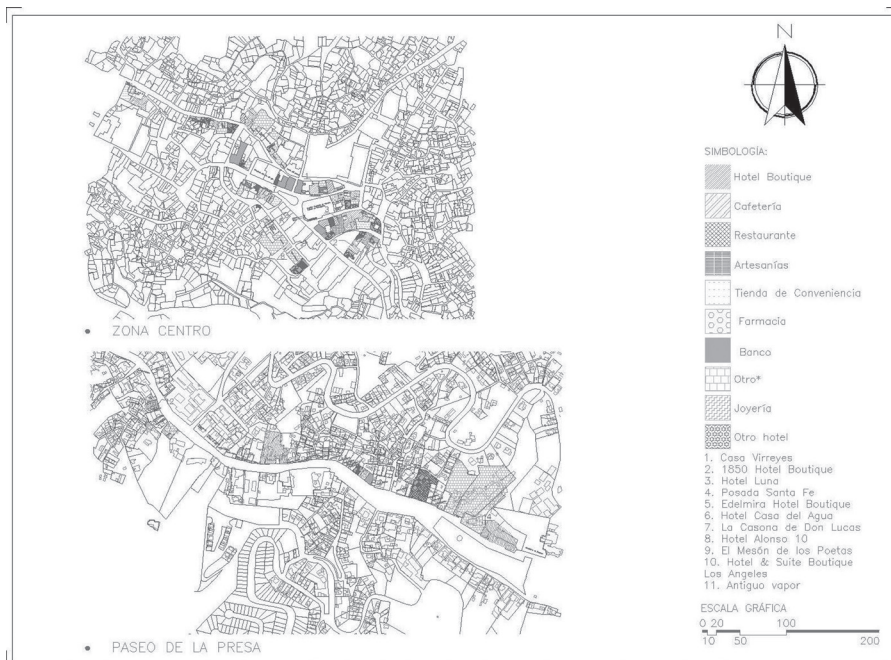 N
SIMBOLOGÍA:
Hotel Boutique
Cafetería
Restaurante
Artesanías
Tienda de Conveniencia
Farmacia
Banco
Otro*
Joyería
Otro hotel
1. Casa Virreyes
2. 1850 Hotel Boutique
3. Hotel Luna
4. Posada Santa Fe
5. Edelmira Hotel Boutique
6. Hotel Casa del Agua
7. La Casona de Don Lucas
8. Hotel Alonso 10
9. El Mesón de los Poetas
10. Hotel & Suite Boutique
Los Angeles
11. Antiguo vapor
ESCALA GRÁFICA
0 20 100
10 50 200
• ZONA CENTRO
• PASEO DE LA PRESA